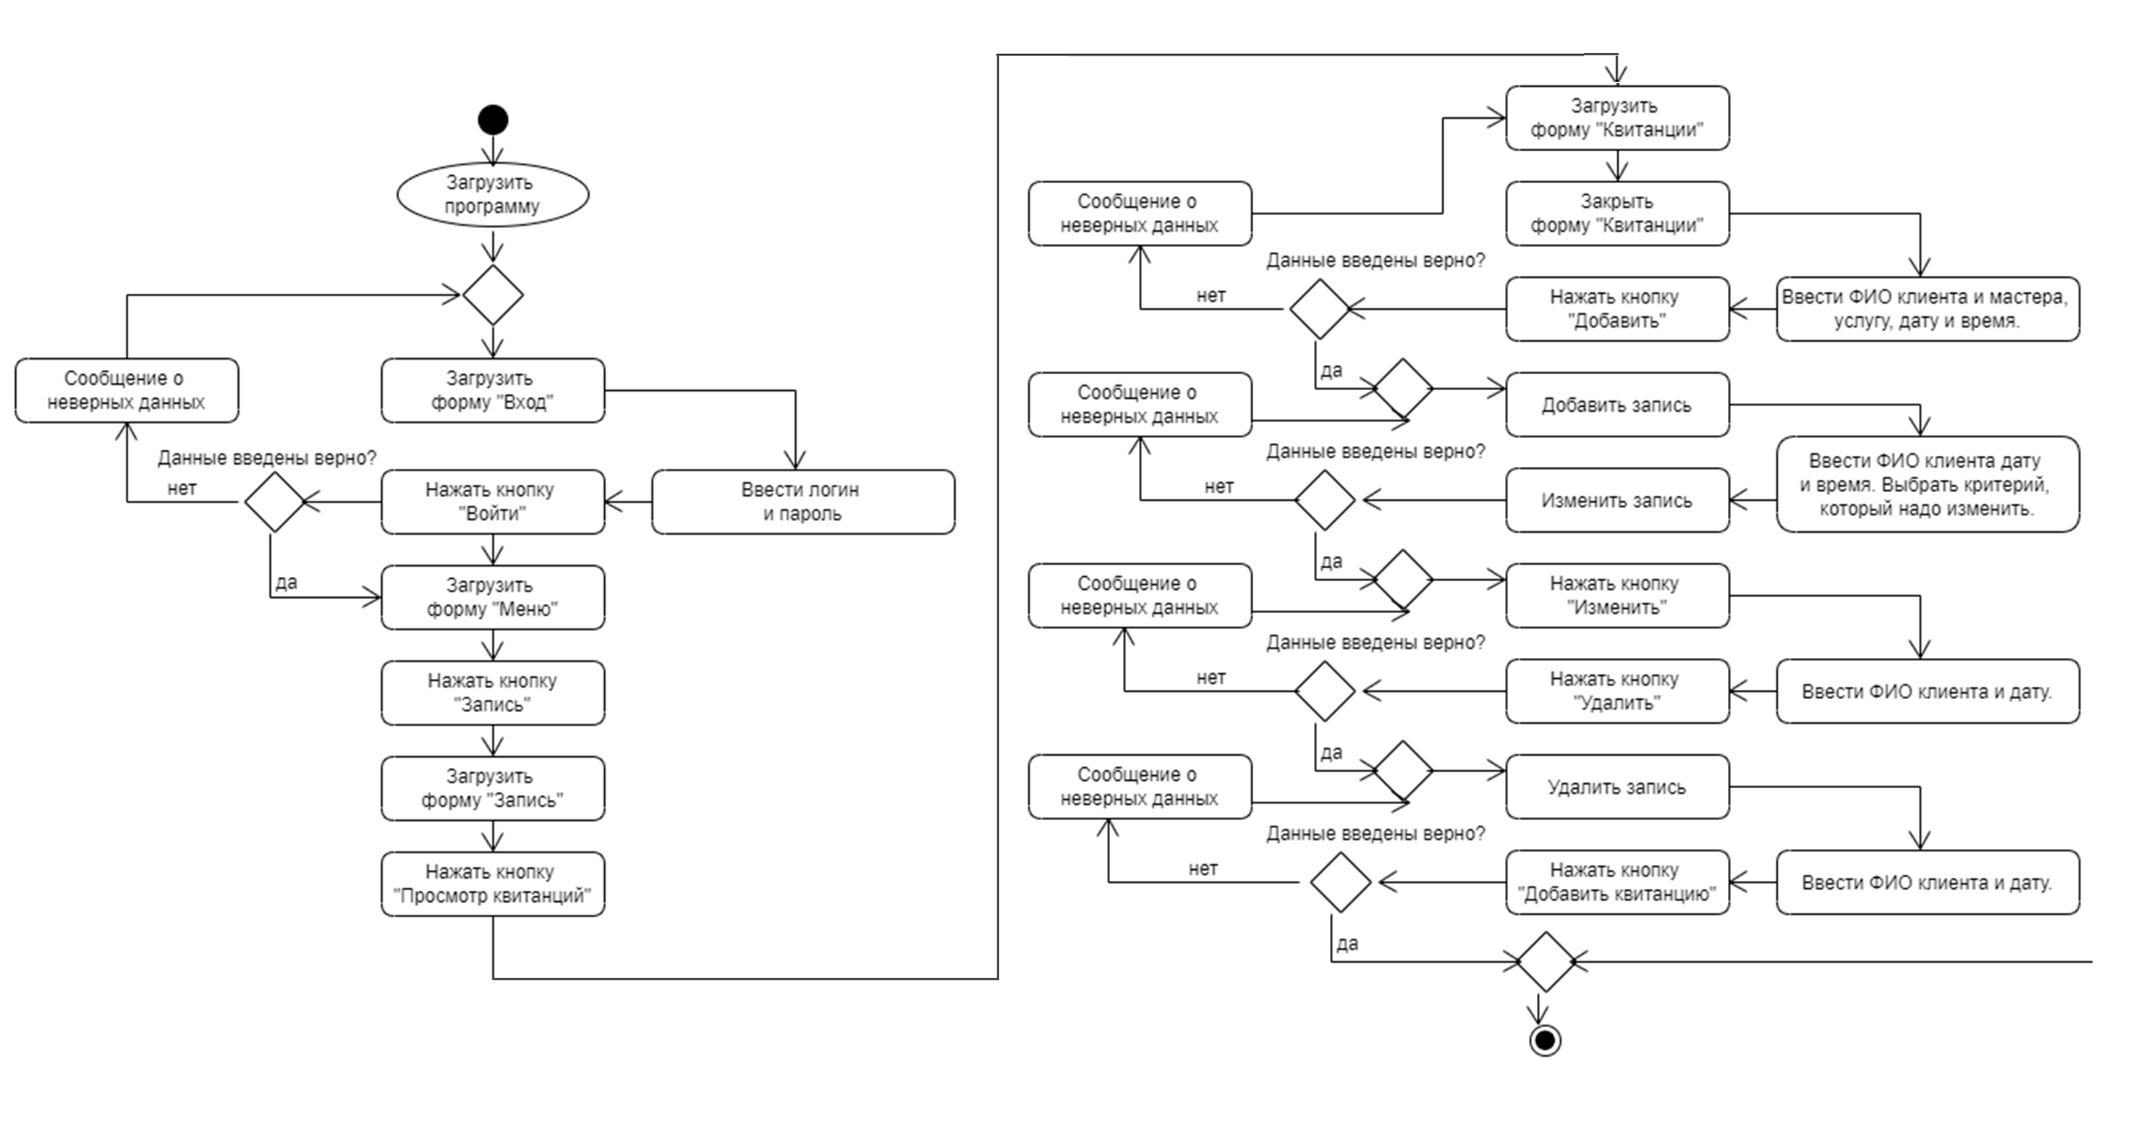 Загрузить
программу
Загрузить
форму "Вход"
Сообщение о
неверных данных
Данные введены верно?
нет
Нажать кнопку
"Войти"
Ввести логин
и пароль
да
Загрузить
форму "Меню"
Нажать кнопку
"Запись"
Загрузить
форму "Запись"
Нажать кнопку
"Просмотр квитанций"
Загрузить
форму "Квитанции"
Сообщение о
неверных данных
Закрыть
форму "Квитанции"
Данные введены верно?
нет
Нажать кнопку
"Добавить"
Ввести ФИО клиента и мастера,
услугу, дату и время.
да
Сообщение о
неверных данных
Добавить запись
Данные введены верно?
нет
Изменить запись
Ввести ФИО клиента дату
и время. Выбрать критерий,
который надо изменить.
да
Сообщение о
неверных данных
Нажать кнопку
"Изменить"
Данные введены верно?
нет
Нажать кнопку
"Удалить"
Ввести ФИО клиента и дату.
да
Сообщение о
неверных данных
Удалить запись
Данные введены верно?
нет
Нажать кнопку
"Добавить квитанцию"
Ввести ФИО клиента и дату.
да